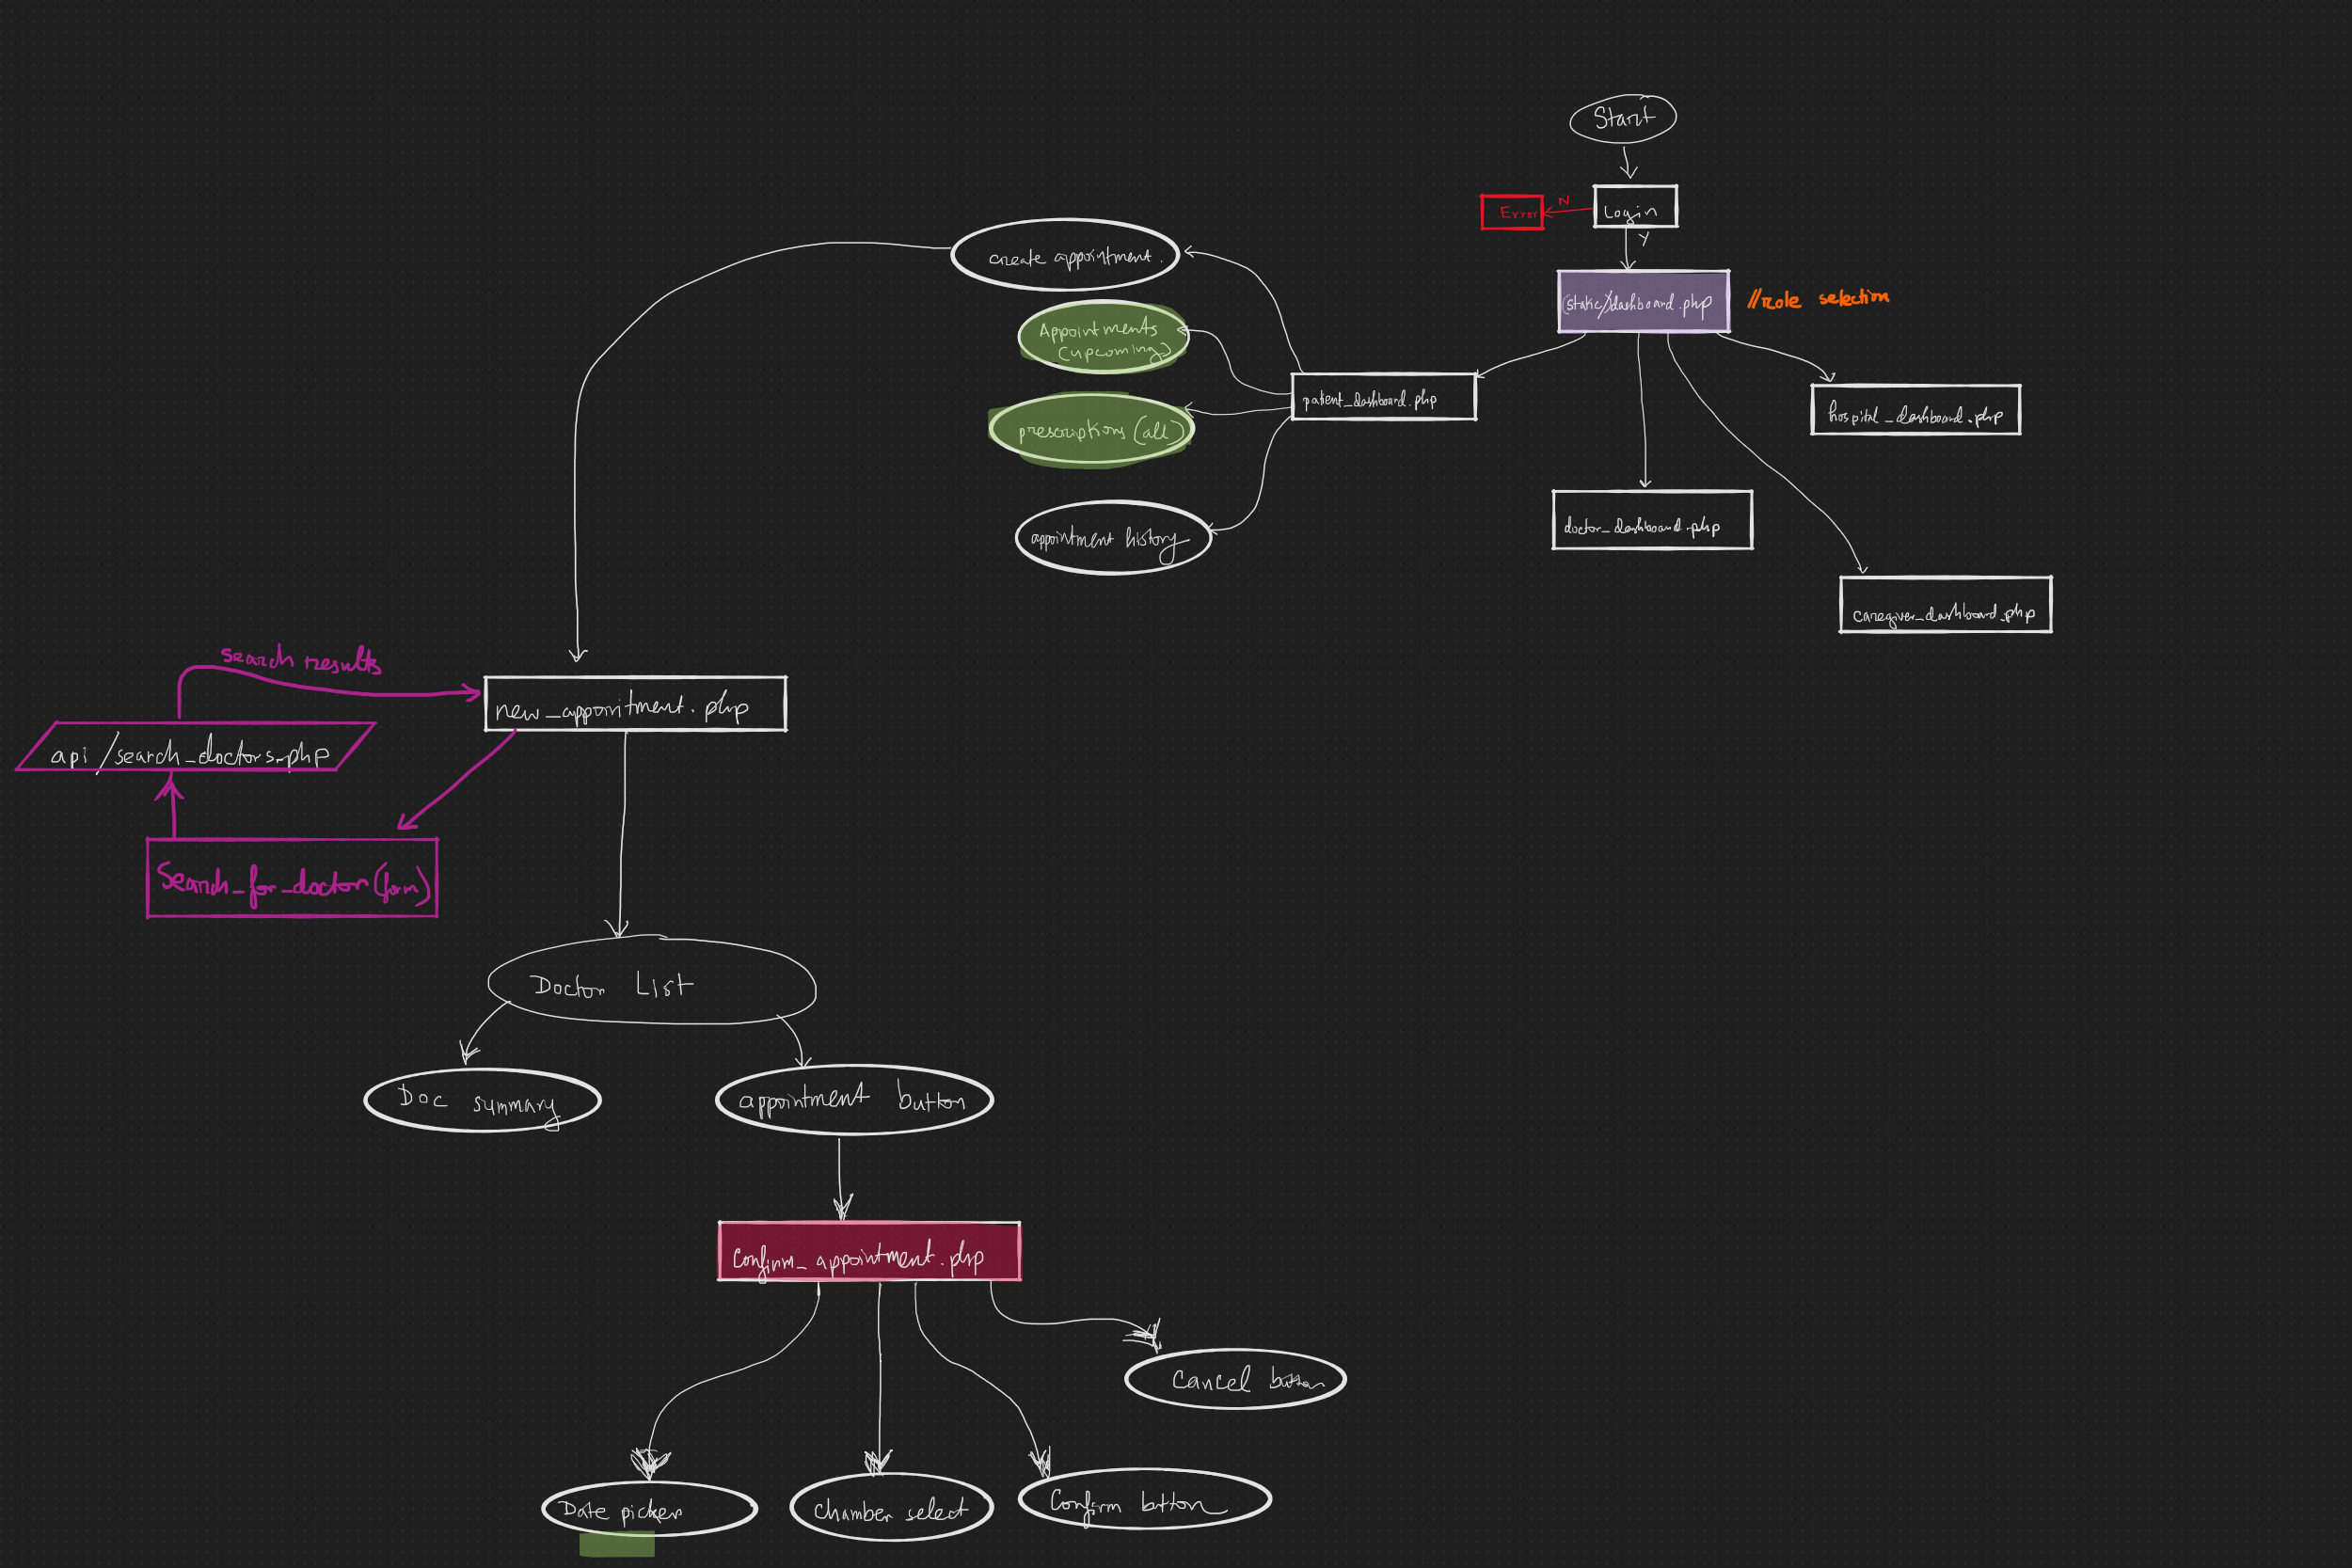 Start
Login
N
Error
Y
(static/dashboard.php
//role selection
create appointment.
Appointments
(upcoming)
prescriptions (all)
appointment history
patient_dashboard.php
hospital_dashboard.php
doctor_dashboard.php
caregiver_dashboard.php
search results
new_appointment.php
api/search_doctors.php
Search_for_doctor (form)
Doctor List
Doc summary
appointment button
Confirm_appointment.php
Cancel button
Date picker
Chamber select
Confirm button